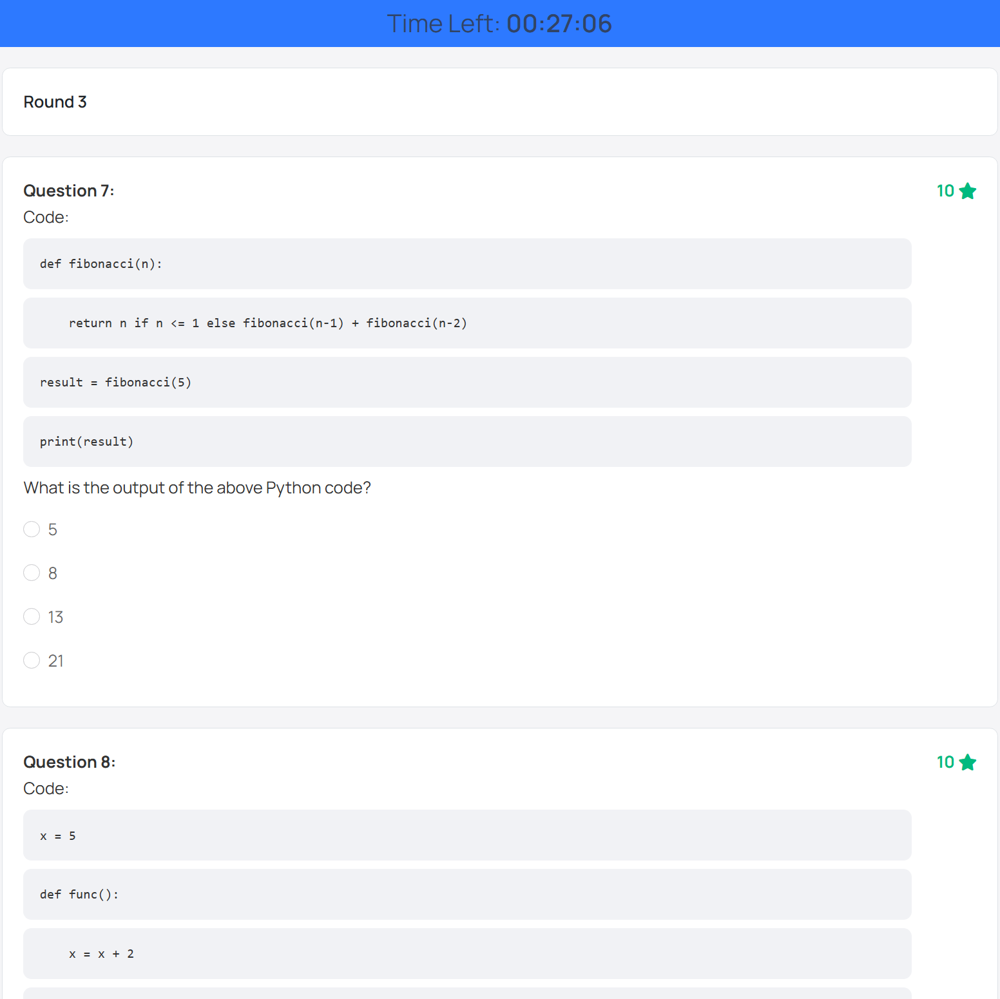 Time Left: 00:27:06
Round 3
Question 7:
10
Code:
def fibonacci(n):
    return n if n <= 1 else fibonacci(n-1) + fibonacci(n-2)
result = fibonacci(5)
print(result)
What is the output of the above Python code?
5
8
13
21
Question 8:
10
Code:
x = 5
def func():
    x = x + 2